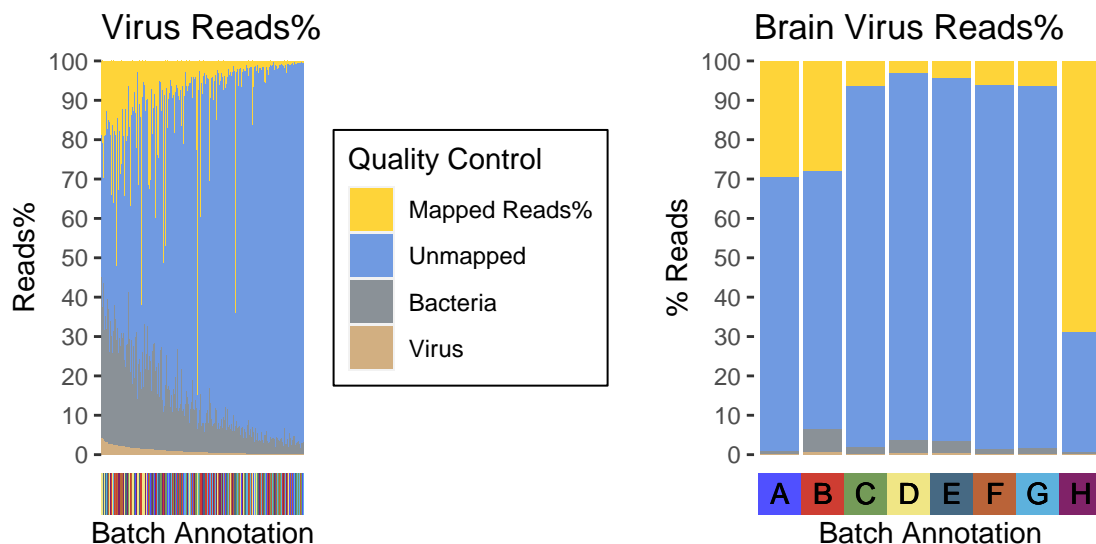 Virus Reads%
Reads%
100
90
80
70
60
50
40
30
20
10
0
Batch Annotation
Quality Control
Mapped Reads%
Unmapped
Bacteria
Virus
Brain Virus Reads%
% Reads
100
90
80
70
60
50
40
30
20
10
0
A B C D E F G H
Batch Annotation